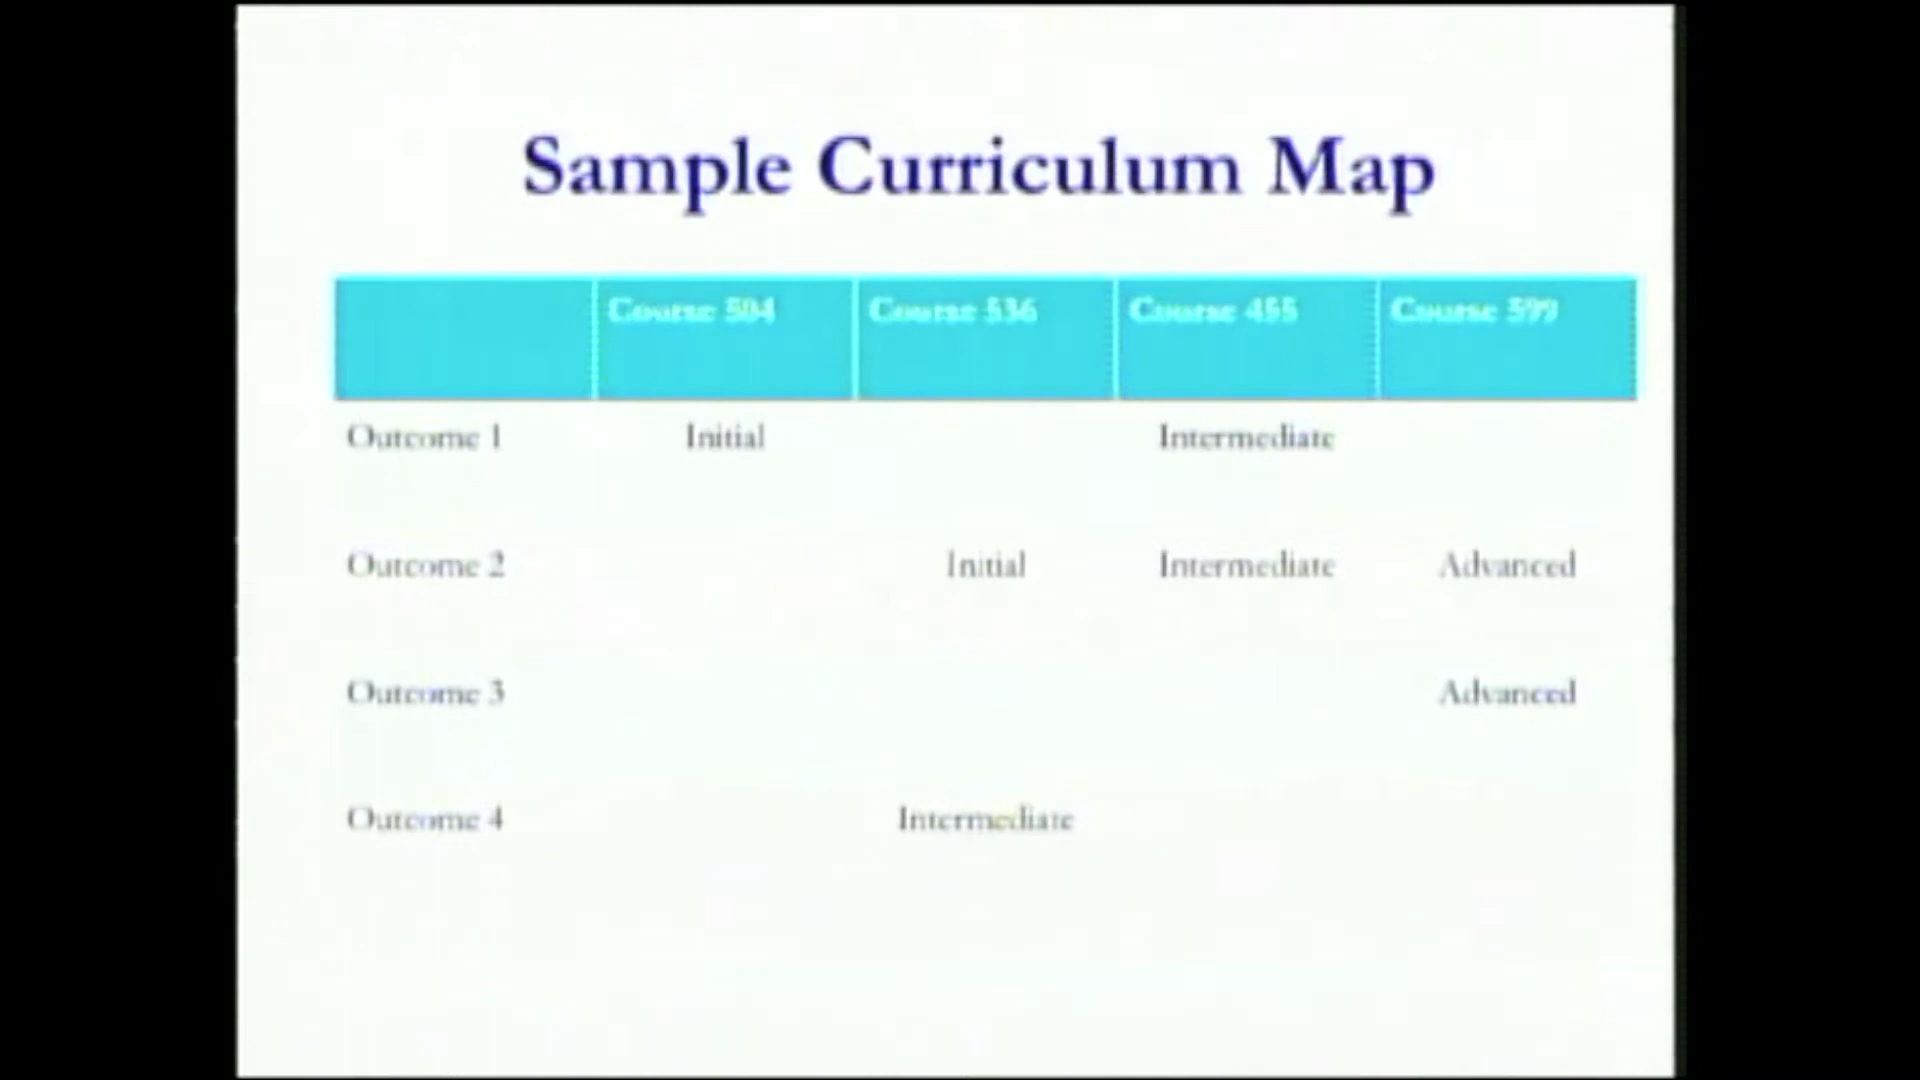 Sample Curriculum Map
Course 504 Course 536 Course 455 Course 599
Outcome 1 Initial Intermediate
Outcome 2 Initial Intermediate Advanced
Outcome 3 Advanced
Outcome 4 Intermediate